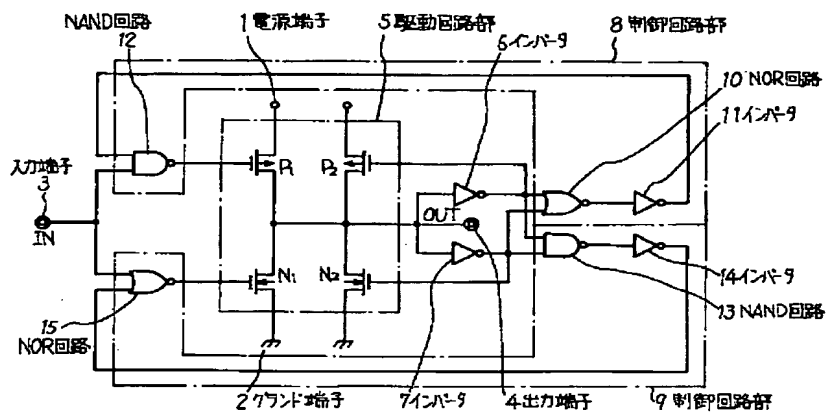 NAND回路
12
1 電源端子
5 駆動回路部
6 インバータ
8 制御回路部
10 NOR回路
11 インバータ
入力端子
3
IN
P1
P2
OUT
N1
N2
15
NOR回路
14 インバータ
13 NAND回路
2 グランド端子
7 インバータ
4 出力端子
9 制御回路部